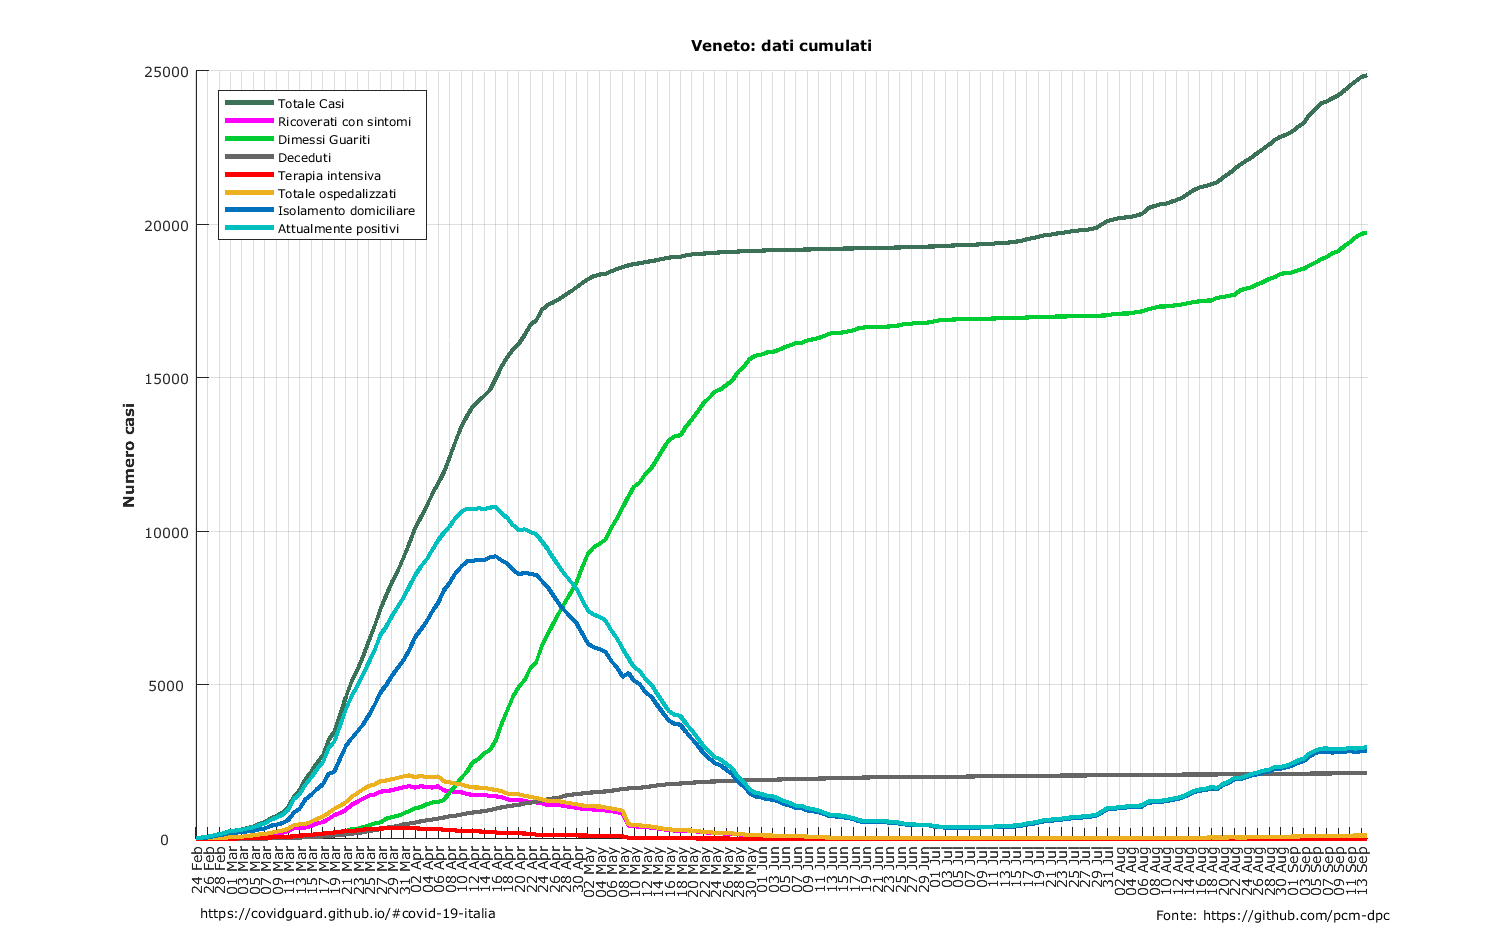 Veneto: dati cumulati
25000
20000
15000
10000
5000
0
Numero casi
Totale Casi
Ricoverati con sintomi
Dimessi Guariti
Deceduti
Terapia intensiva
Totale ospedalizzati
Isolamento domiciliare
Attualmente positivi
24 Feb
26 Feb
28 Feb
01 Mar
03 Mar
05 Mar
07 Mar
09 Mar
11 Mar
13 Mar
15 Mar
17 Mar
19 Mar
21 Mar
23 Mar
25 Mar
27 Mar
29 Mar
31 Mar
02 Apr
04 Apr
06 Apr
08 Apr
10 Apr
12 Apr
14 Apr
16 Apr
18 Apr
20 Apr
22 Apr
24 Apr
26 Apr
28 Apr
30 Apr
02 May
04 May
06 May
08 May
10 May
12 May
14 May
16 May
18 May
20 May
22 May
24 May
26 May
28 May
30 May
01 Jun
03 Jun
05 Jun
07 Jun
09 Jun
11 Jun
13 Jun
15 Jun
17 Jun
19 Jun
21 Jun
23 Jun
25 Jun
27 Jun
29 Jun
01 Jul
03 Jul
05 Jul
07 Jul
09 Jul
11 Jul
13 Jul
15 Jul
17 Jul
19 Jul
21 Jul
23 Jul
25 Jul
27 Jul
29 Jul
31 Jul
02 Aug
04 Aug
06 Aug
08 Aug
10 Aug
12 Aug
14 Aug
16 Aug
18 Aug
20 Aug
22 Aug
24 Aug
26 Aug
28 Aug
30 Aug
01 Sep
03 Sep
05 Sep
07 Sep
09 Sep
11 Sep
13 Sep
https://covidguard.github.io/#covid-19-italia
Fonte: https://github.com/pcm-dpc